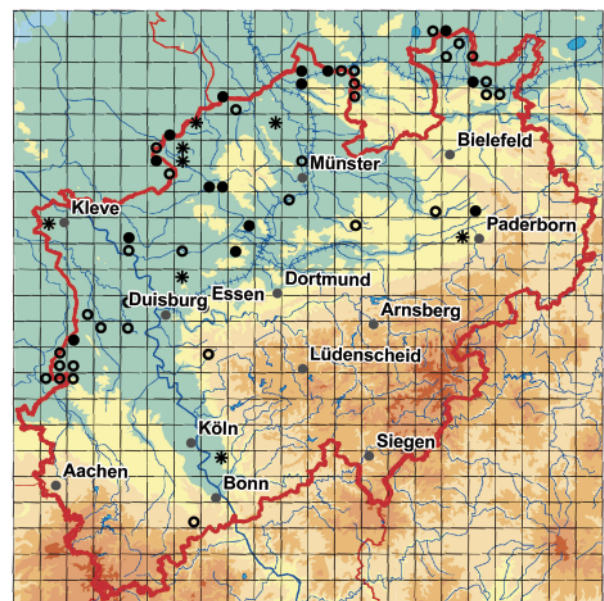 Bielefeld
Münster
Kleve
Paderborn
Dortmund
Duisburg Essen
Arnsberg
Lüdenscheid
Köln
Siegen
Aachen
Bonn